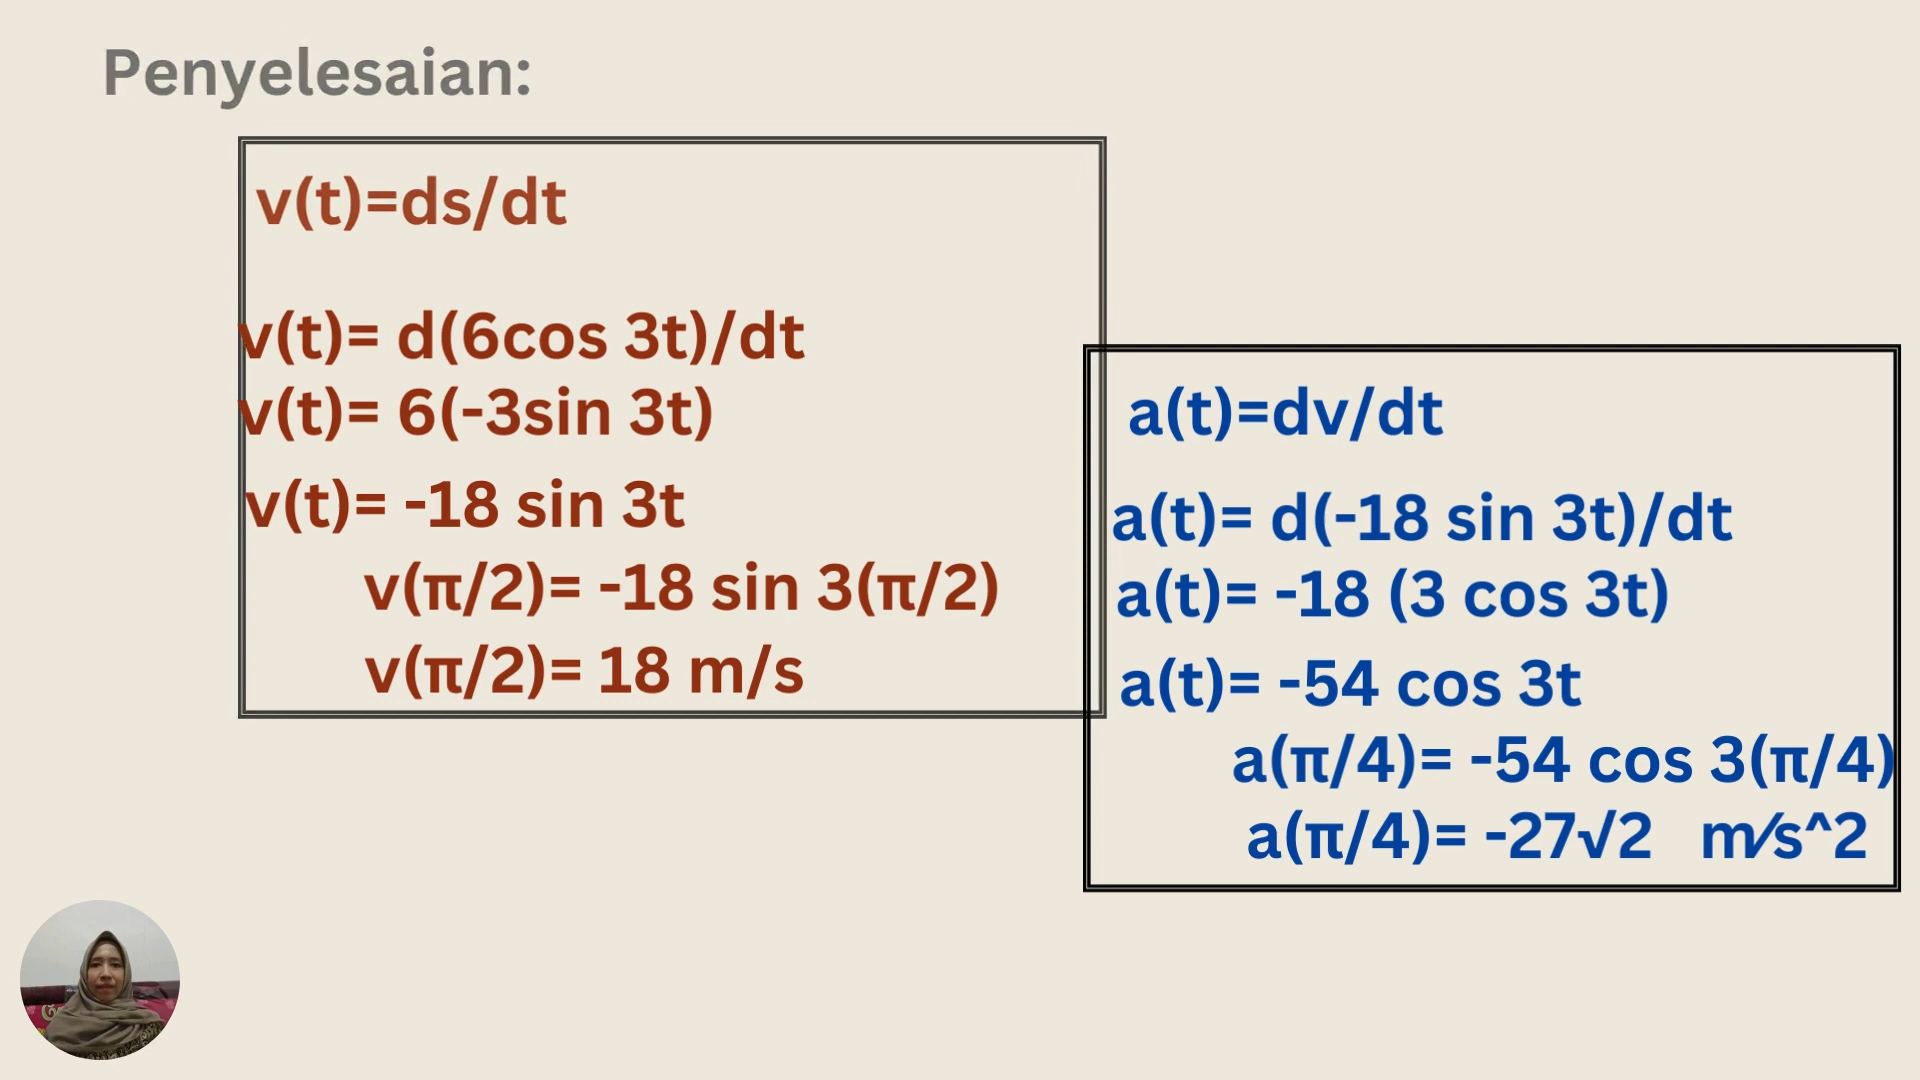 Penyelesaian:
v(t)=ds/dt
v(t)= d(6cos 3t)/dt
v(t)= 6(-3sin 3t)
v(t)= -18 sin 3t
v(π/2)= -18 sin 3(π/2)
v(π/2)= 18 m/s
a(t)=dv/dt
a(t)= d(-18 sin 3t)/dt
a(t)= -18 (3 cos 3t)
a(t)= -54 cos 3t
a(π/4)= -54 cos 3(π/4)
a(π/4)= -27√2 m⁄s^2